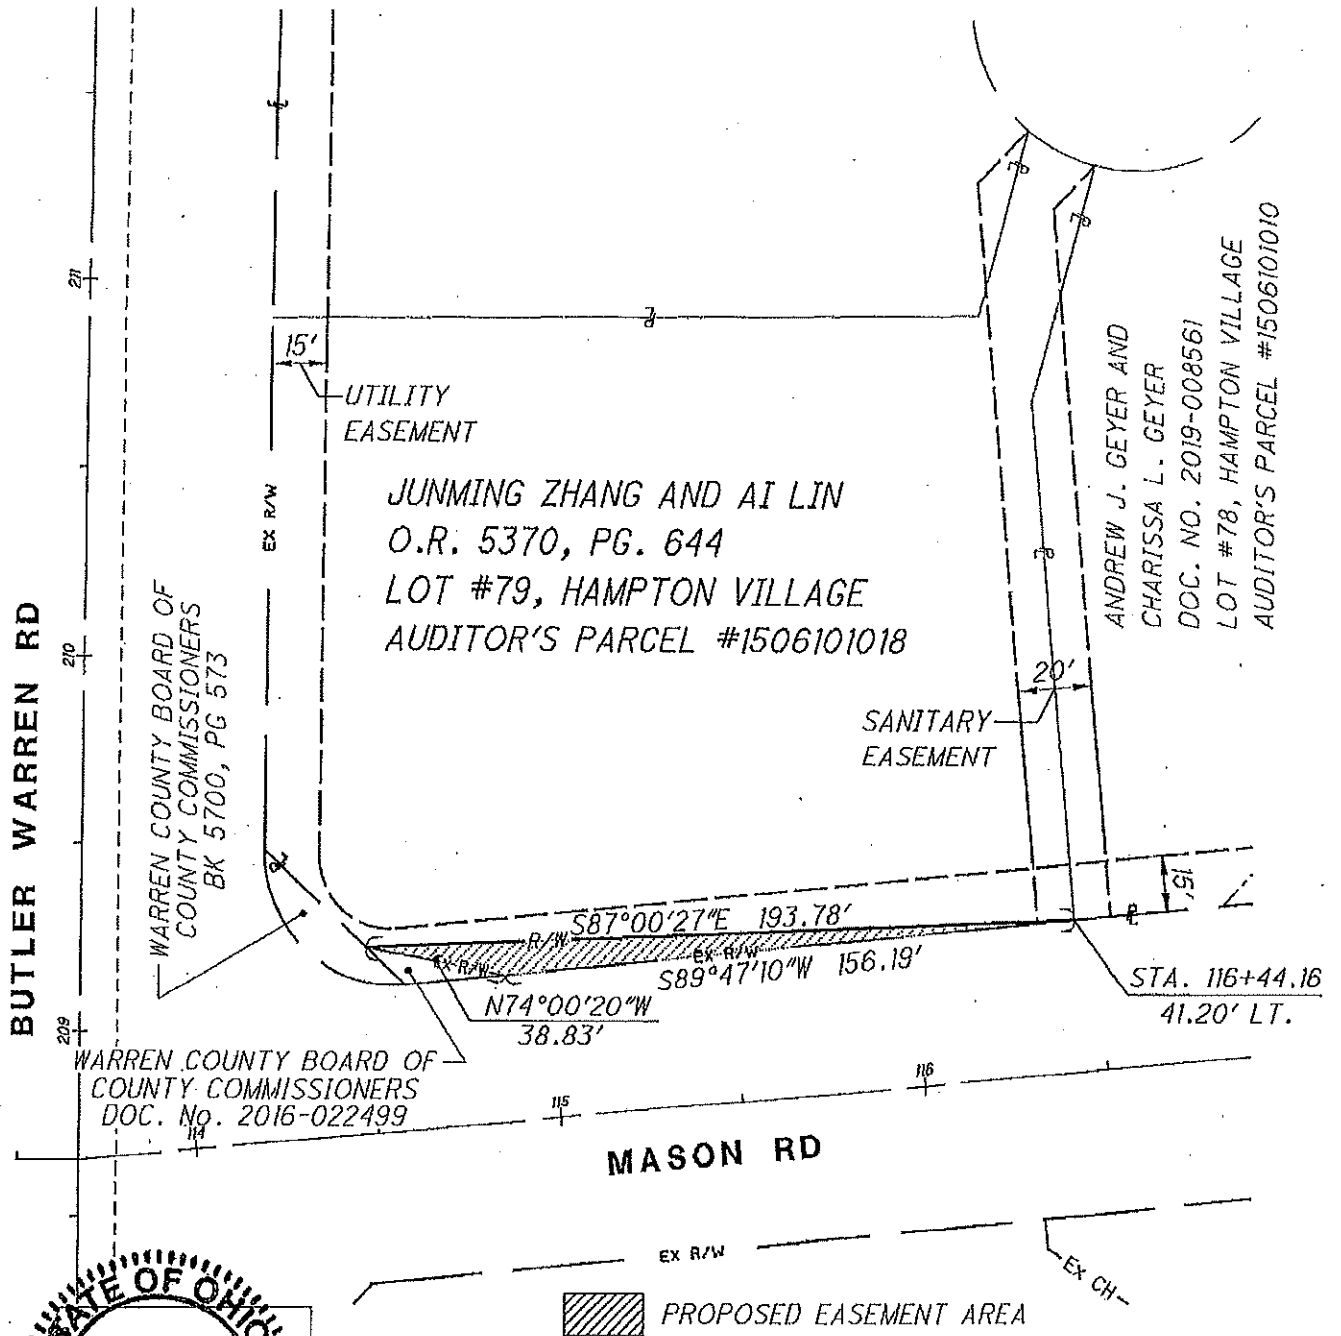 211
15'
UTILITY
EASEMENT
EX R/W
JUNMING ZHANG AND AI LIN
O.R. 5370, PG. 644
LOT #79, HAMPTON VILLAGE
AUDITOR'S PARCEL #1506101018
ANDREW J. GEYER AND
CHARISSA L. GEYER
DOC. NO. 2019-008561
LOT #78, HAMPTON VILLAGE
AUDITOR'S PARCEL #1506101010
BUTLER WARREN RD
210
WARREN COUNTY BOARD OF
COUNTY COMMISSIONERS
BK 5700, PG 573
20'
SANITARY
EASEMENT
15'
S87°00'27"E 193.78'
R/W
EX R/W
EX R/W
S89°47'10"W 156.19'
N74°00'20"W
38.83'
STA. 116+44.16
41.20' LT.
209
WARREN COUNTY BOARD OF
COUNTY COMMISSIONERS
DOC. No. 2016-022499
114
115
116
MASON RD
EX R/W
EX CH
STATE OF OHIO
PROPOSED EASEMENT AREA